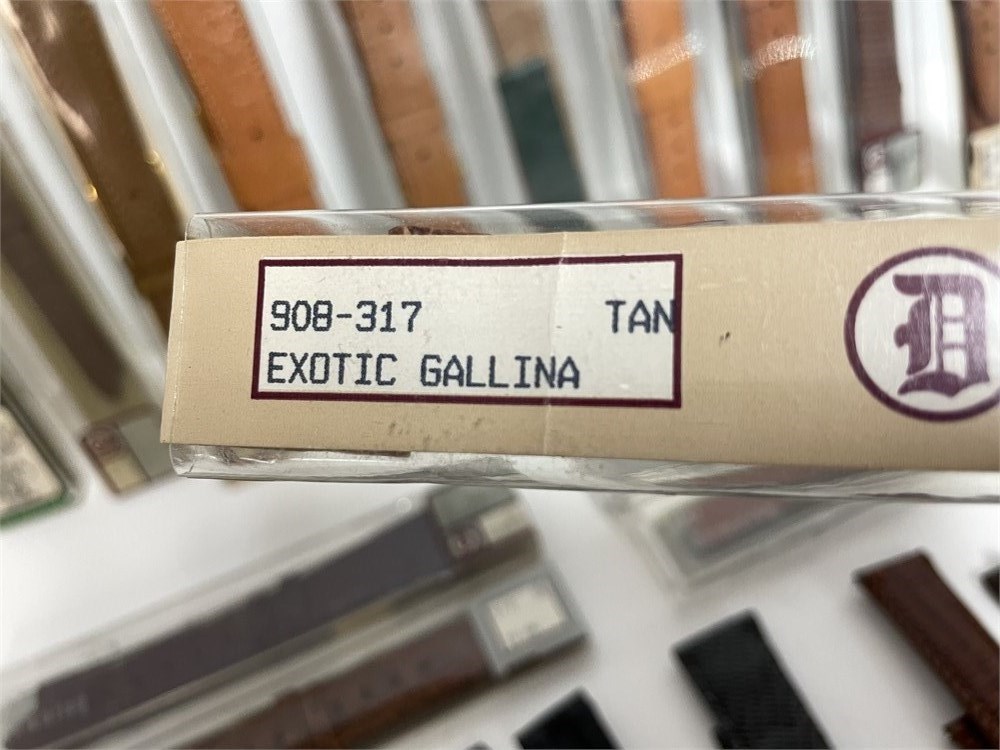 908-317 TAN
EXOTIC GALLINA
D